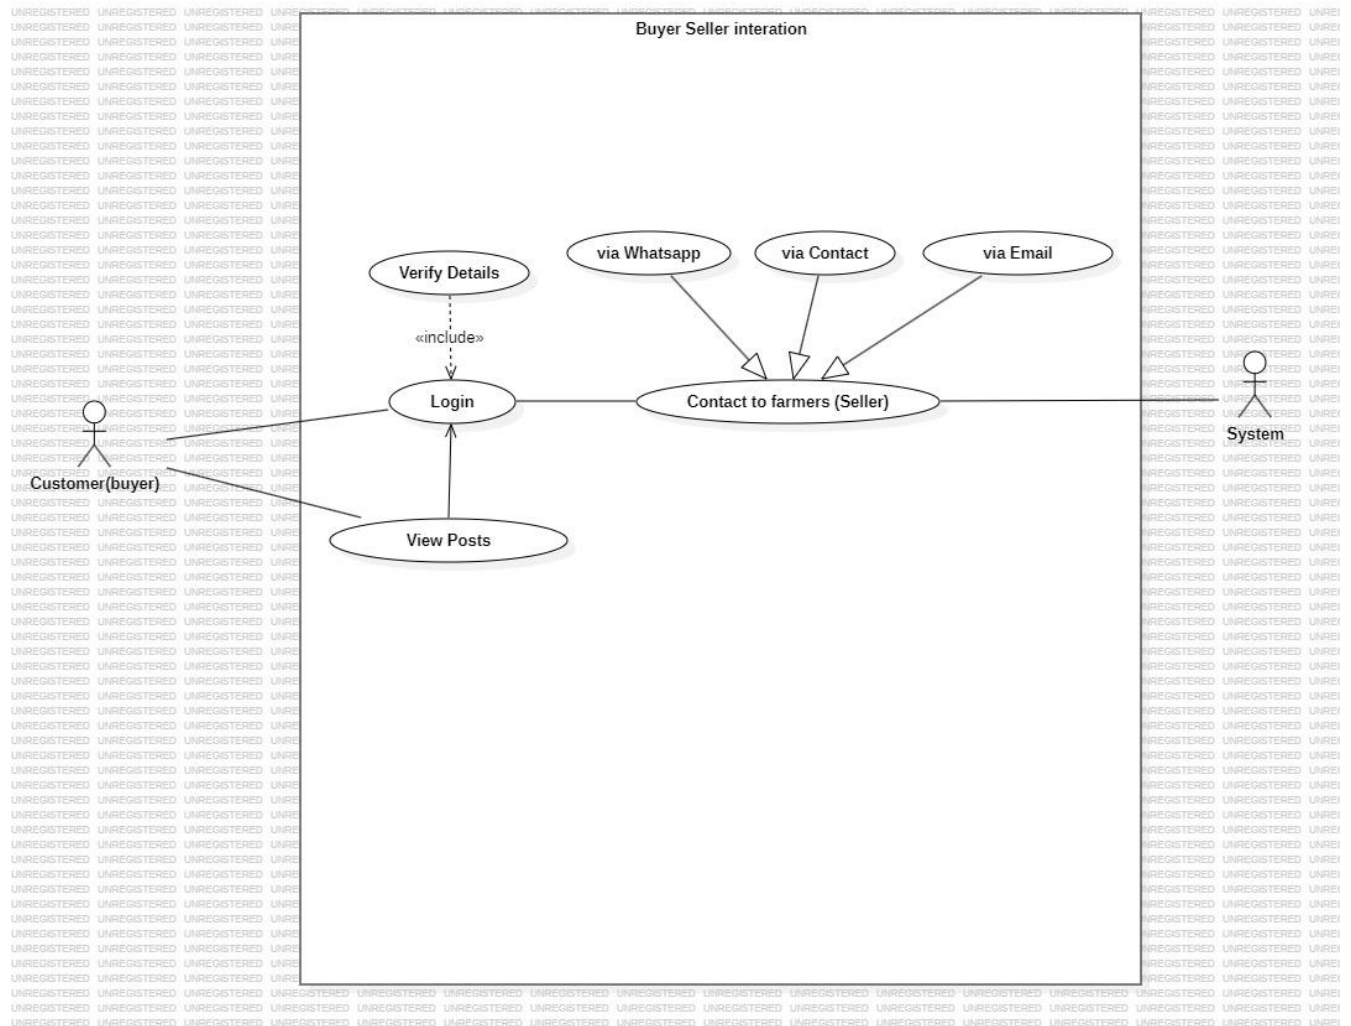 Buyer Seller interation
via Whatsapp
via Contact
via Email
Verify Details
«include»
Login
Contact to farmers (Seller)
System
Customer(buyer)
View Posts
UNREGISTERED